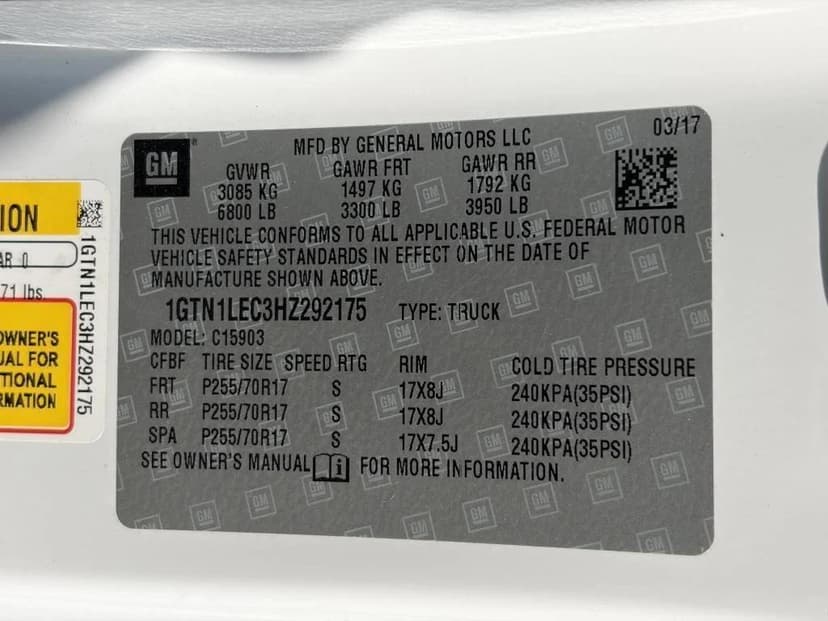 GM
MFD BY GENERAL MOTORS LLC
03/17
GVWR GAWR FRT GAWR RR
3085 KG 1497 KG 1792 KG
6800 LB 3300 LB 3950 LB
THIS VEHICLE CONFORMS TO ALL APPLICABLE U.S. FEDERAL MOTOR
VEHICLE SAFETY STANDARDS IN EFFECT ON THE DATE OF
MANUFACTURE SHOWN ABOVE.
1GTN1LEC3HZ292175 TYPE: TRUCK
MODEL: C15903
CFBF TIRE SIZE SPEED RTG RIM COLD TIRE PRESSURE
FRT P255/70R17 S 17X8J 240KPA(35PSI)
RR P255/70R17 S 17X8J 240KPA(35PSI)
SPA P255/70R17 S 17X7.5J 240KPA(35PSI)
SEE OWNER'S MANUAL i FOR MORE INFORMATION.
ION
AR 0
71 lbs.
OWNER'S
UAL FOR
TIONAL
RMATION
1GTN1LEC3HZ292175